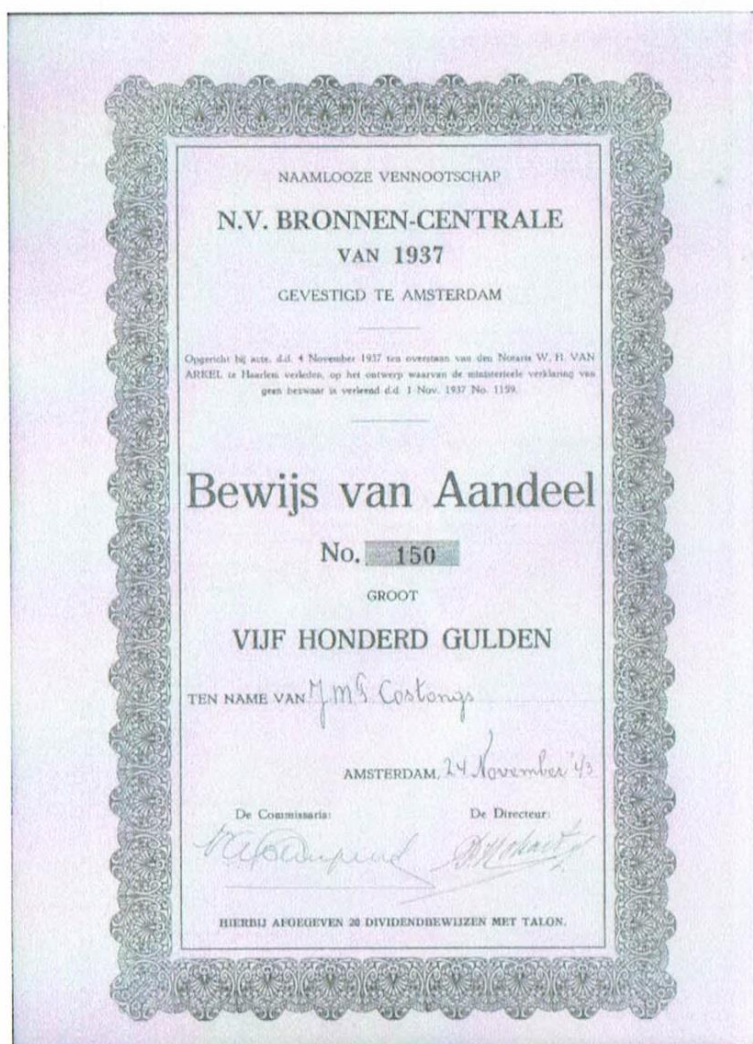 NAAMLOOZE VENNOOTSCHAP
N.V. BRONNEN-CENTRALE
VAN 1937
GEVESTIGD TE AMSTERDAM
Opgericht bij acte, d.d. 4 November 1937 ten overstaan van den Notaris W. H. VAN
ARKEL te Haarlem verleden, op het ontwerp waarvan de ministerieele verklaring van
geen bezwaar is verleend d.d. 1 Nov. 1937 No. 1159.
Bewijs van Aandeel
No. 150
GROOT
VIJF HONDERD GULDEN
TEN NAME VAN Costongs
AMSTERDAM, 24 November
De Commissaris: De Directeur:
HIERBIJ AFGEGEVEN 20 DIVIDENDBEWIJZEN MET TALON.